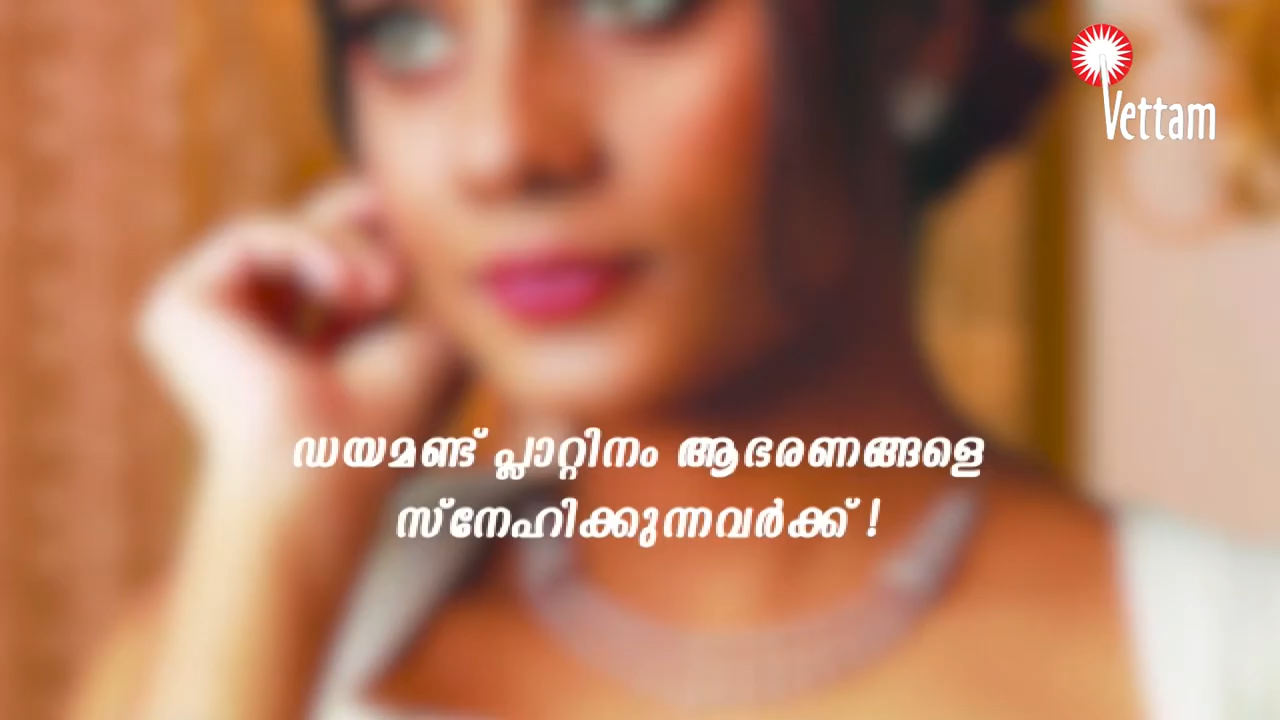 Vettam
ഡയമണ്ട് പ്ലാറ്റിനം ആഭരണങ്ങളെ
സ്നേഹിക്കുന്നവർക്ക് !